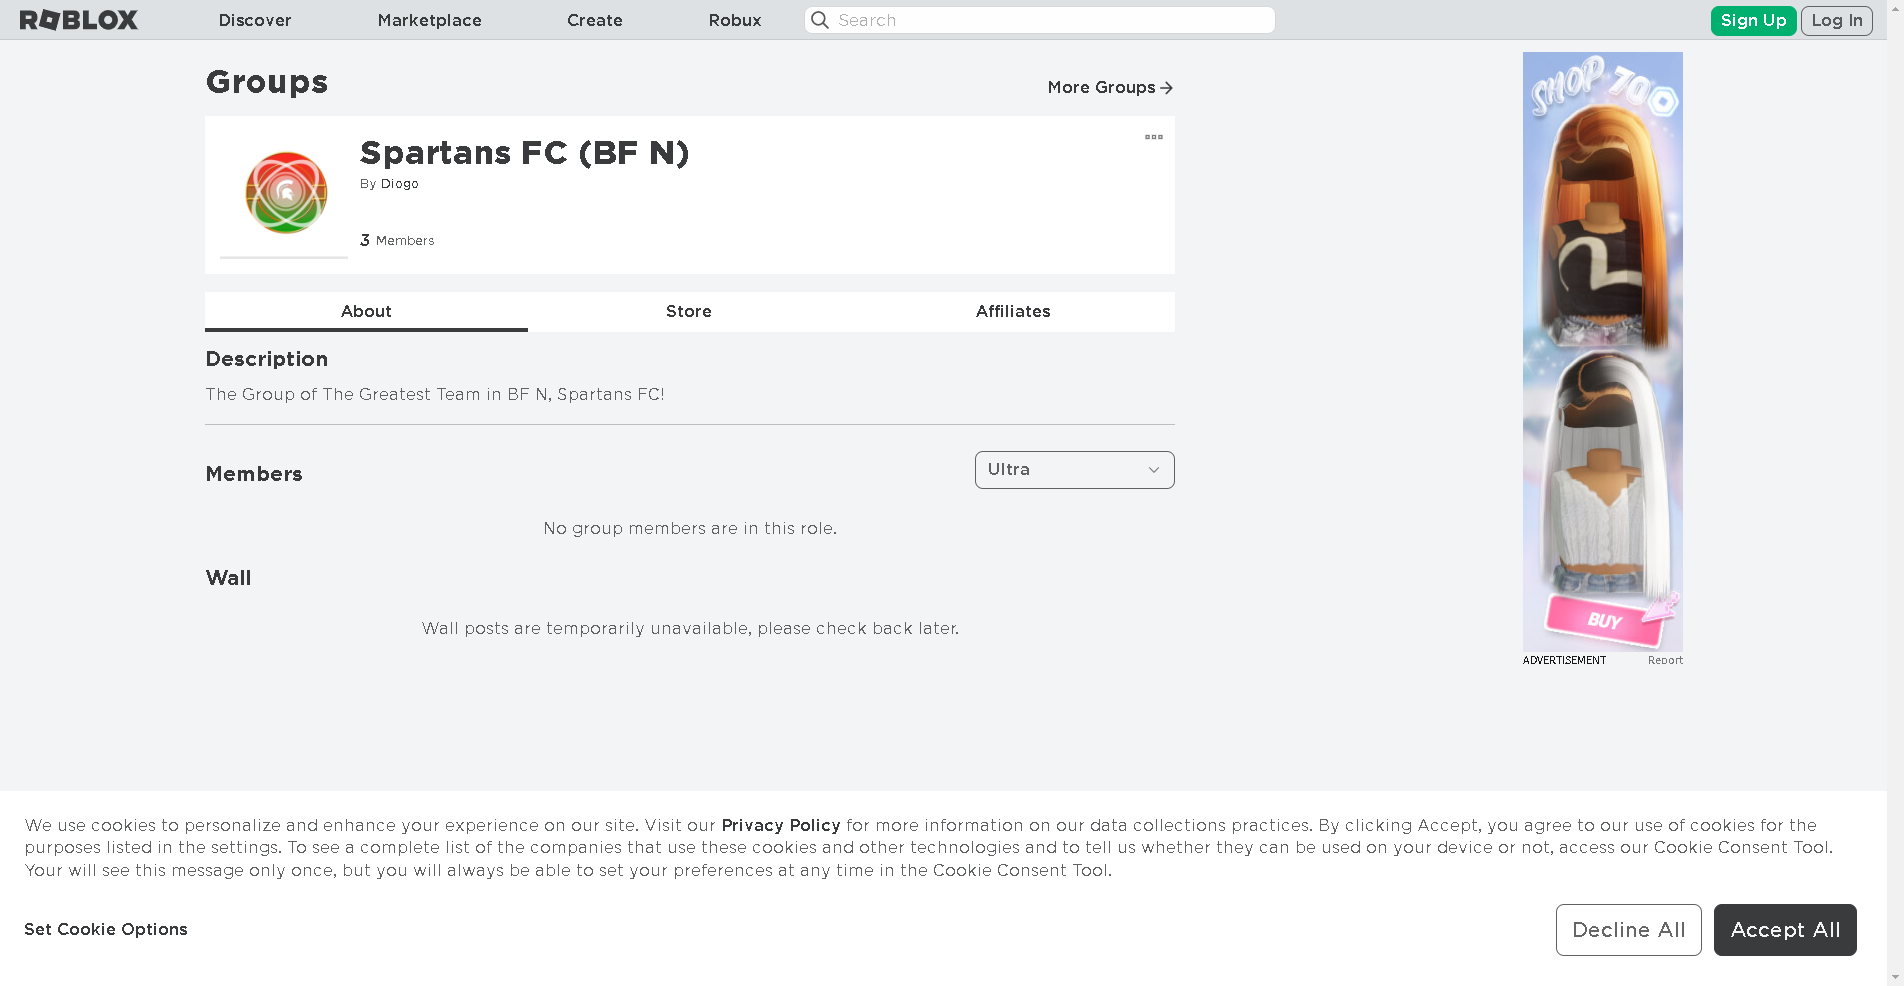 ROBLOX
Discover
Marketplace
Create
Robux
Search
Sign Up
Log In
Groups
More Groups
Spartans FC (BF N)
By Diogo
3 Members
About
Store
Affiliates
Description
The Group of The Greatest Team in BF N, Spartans FC!
Members
Ultra
No group members are in this role.
Wall
Wall posts are temporarily unavailable, please check back later.
SHOP 70
BUY
ADVERTISEMENT
Report
We use cookies to personalize and enhance your experience on our site. Visit our Privacy Policy for more information on our data collections practices. By clicking Accept, you agree to our use of cookies for the
purposes listed in the settings. To see a complete list of the companies that use these cookies and other technologies and to tell us whether they can be used on your device or not, access our Cookie Consent Tool.
Your will see this message only once, but you will always be able to set your preferences at any time in the Cookie Consent Tool.
Set Cookie Options
Decline All
Accept All